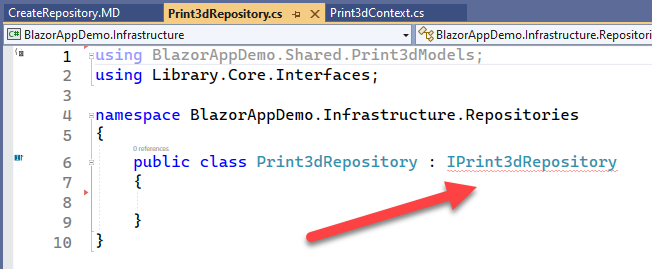 CreateRepository.MD
Print3dRepository.cs
Print3dContext.cs
BlazorAppDemo.Infrastructure
BlazorAppDemo.Infrastructure.Repositori
1 using BlazorAppDemo.Shared.Print3dModels;
2 using Library.Core.Interfaces;
3
4 namespace BlazorAppDemo.Infrastructure.Repositories
5 {
0 references
6 public class Print3dRepository : IPrint3dRepository
7 {
8
9 }
10 }